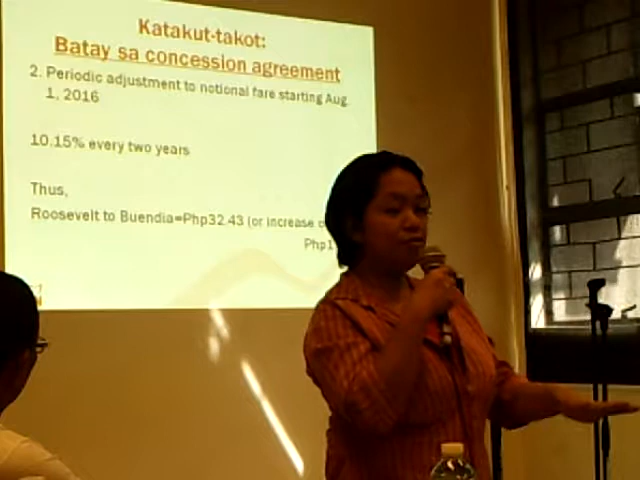 Katakut-takot:
Batay sa concession agreement
2. Periodic adjustment to notional fare starting Aug.
1, 2016
10.15% every two years
Thus,
Roosevelt to Buendia=Php32.43 (or increase
Php1